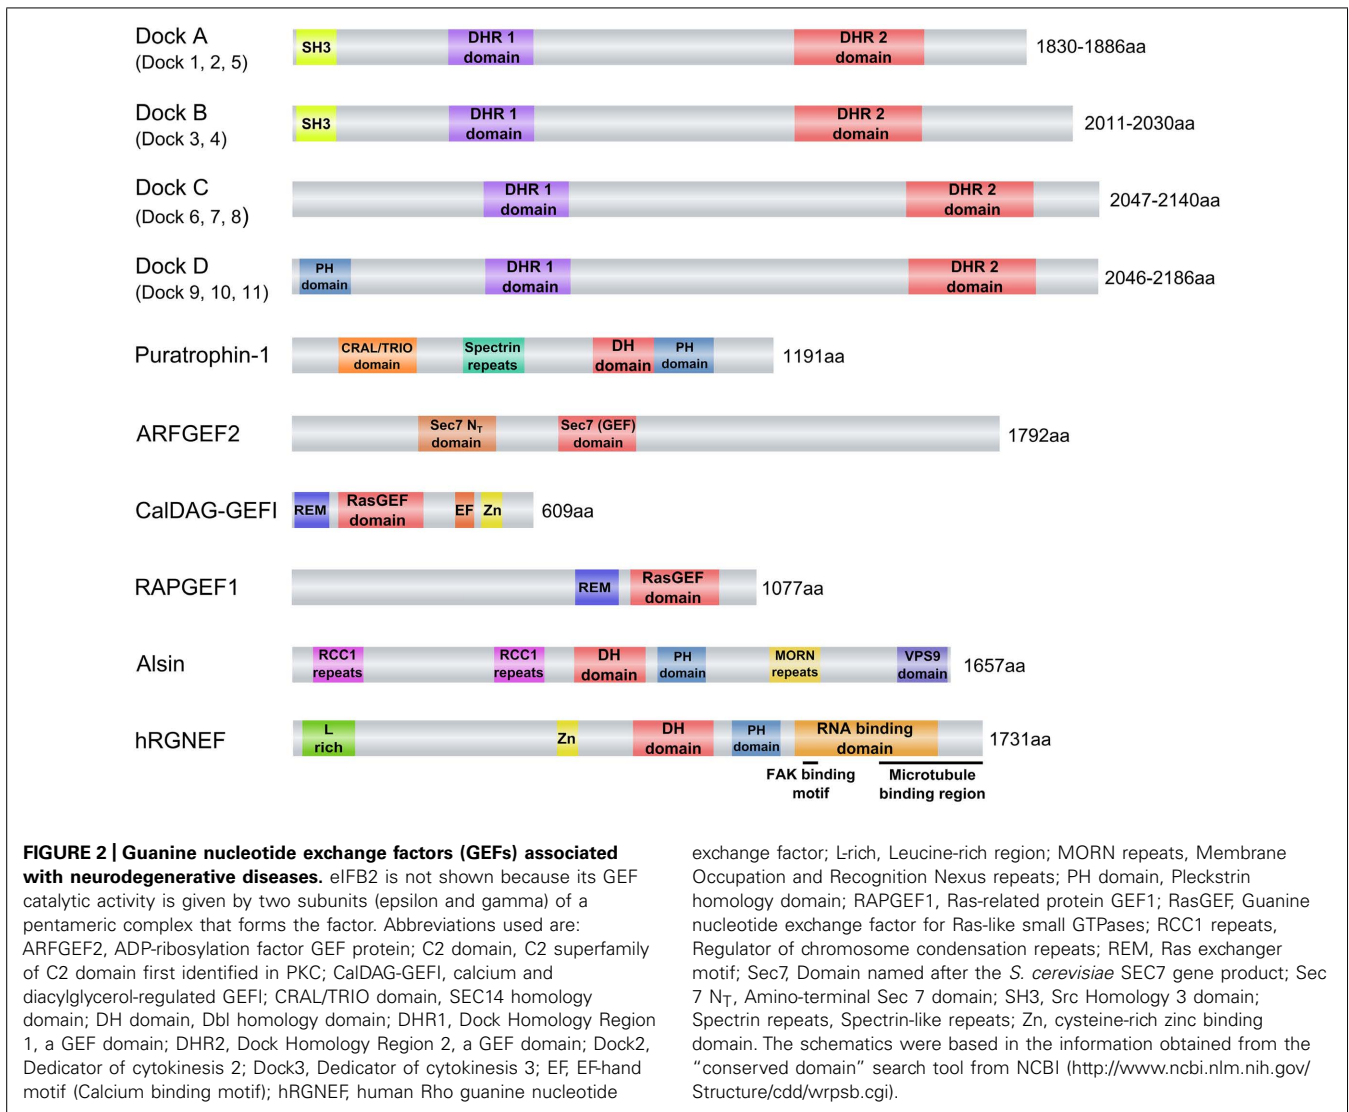 Dock A
(Dock 1, 2, 5)
SH3
DHR 1
domain
DHR 2
domain
1830-1886aa
Dock B
(Dock 3, 4)
SH3
DHR 1
domain
DHR 2
domain
2011-2030aa
Dock C
(Dock 6, 7, 8)
DHR 1
domain
DHR 2
domain
2047-2140aa
Dock D
(Dock 9, 10, 11)
PH
domain
DHR 1
domain
DHR 2
domain
2046-2186aa
Puratrophin-1
CRAL/TRIO
domain
Spectrin
repeats
DH
domain
PH
domain
1191aa
ARFGEF2
Sec7 NT
domain
Sec7 (GEF)
domain
1792aa
CalDAG-GEFI
REM
RasGEF
domain
EF
Zn
609aa
RAPGEF1
REM
RasGEF
domain
1077aa
Alsin
RCC1
repeats
RCC1
repeats
DH
domain
PH
domain
MORN
repeats
VPS9
domain
1657aa
hRGNEF
L
rich
Zn
DH
domain
PH
domain
RNA binding
domain
1731aa
FAK binding
motif
Microtubule
binding region
FIGURE 2 | Guanine nucleotide exchange factors (GEFs) associated
with neurodegenerative diseases. eIFB2 is not shown because its GEF
catalytic activity is given by two subunits (epsilon and gamma) of a
pentameric complex that forms the factor. Abbreviations used are:
ARFGEF2, ADP-ribosylation factor GEF protein; C2 domain, C2 superfamily
of C2 domain first identified in PKC; CalDAG-GEFI, calcium and
diacylglycerol-regulated GEFI; CRAL/TRIO domain, SEC14 homology
domain; DH domain, Dbl homology domain; DHR1, Dock Homology Region
1, a GEF domain; DHR2, Dock Homology Region 2, a GEF domain; Dock2,
Dedicator of cytokinesis 2; Dock3, Dedicator of cytokinesis 3; EF, EF-hand
motif (Calcium binding motif); hRGNEF, human Rho guanine nucleotide
exchange factor; L-rich, Leucine-rich region; MORN repeats, Membrane
Occupation and Recognition Nexus repeats; PH domain, Pleckstrin
homology domain; RAPGEF1, Ras-related protein GEF1; RasGEF, Guanine
nucleotide exchange factor for Ras-like small GTPases; RCC1 repeats,
Regulator of chromosome condensation repeats; REM, Ras exchanger
motif; Sec7, Domain named after the S. cerevisiae SEC7 gene product; Sec
7 NT, Amino-terminal Sec 7 domain; SH3, Src Homology 3 domain;
Spectrin repeats, Spectrin-like repeats; Zn, cysteine-rich zinc binding
domain. The schematics were based in the information obtained from the
“conserved domain” search tool from NCBI (http://www.ncbi.nlm.nih.gov/
Structure/cdd/wrpsb.cgi).